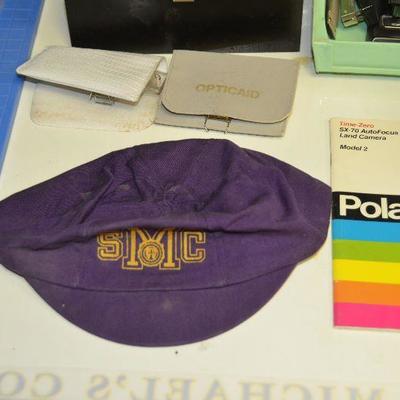 OPTICAID
Time-Zero
SX-70 AutoFocus
Land Camera
Model 2
Pola
SMC
MICHAEL'S CO